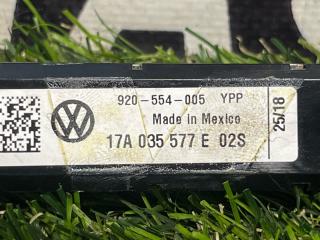 920-554-005 YPP
Made in Mexico
17A 035 577 E 02S
25/18